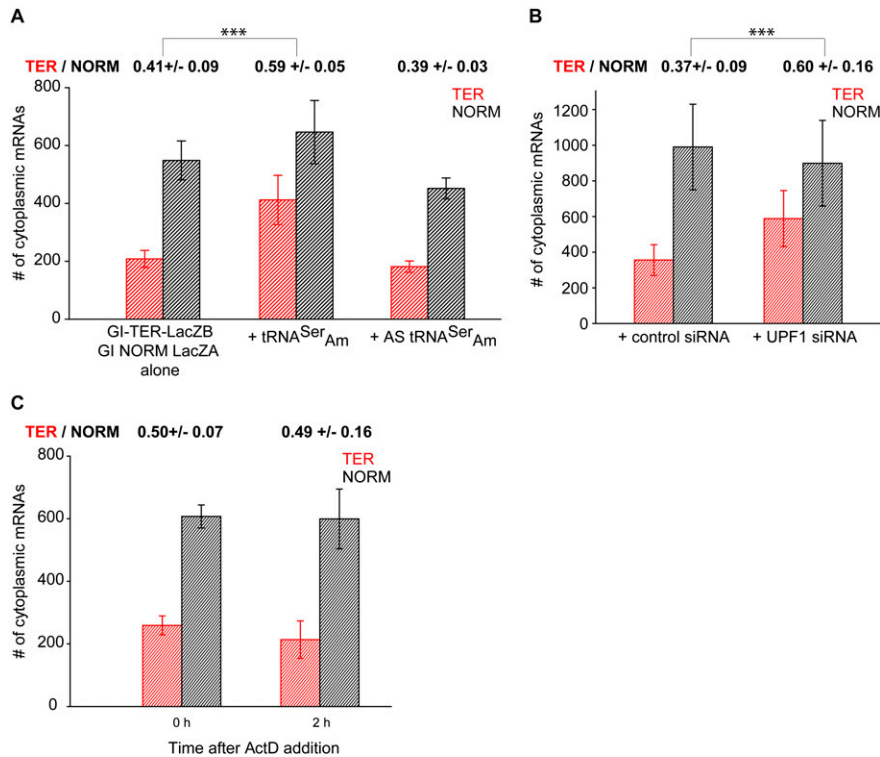 A
***
TER / NORM 0.41+/- 0.09 0.59 +/- 0.05 0.39 +/- 0.03
800
TER
NORM
600
400
200
0
# of cytoplasmic mRNAs
GI-TER-LacZB
GI NORM LacZA
alone
+ tRNASerAm
+ AS tRNASerAm
B
***
TER / NORM 0.37+/- 0.09 0.60 +/- 0.16
TER
NORM
1200
1000
800
600
400
200
0
# of cytoplasmic mRNAs
+ control siRNA + UPF1 siRNA
C
TER / NORM 0.50+/- 0.07 0.49 +/- 0.16
TER
NORM
800
600
400
200
0
# of cytoplasmic mRNAs
0 h 2 h
Time after ActD addition